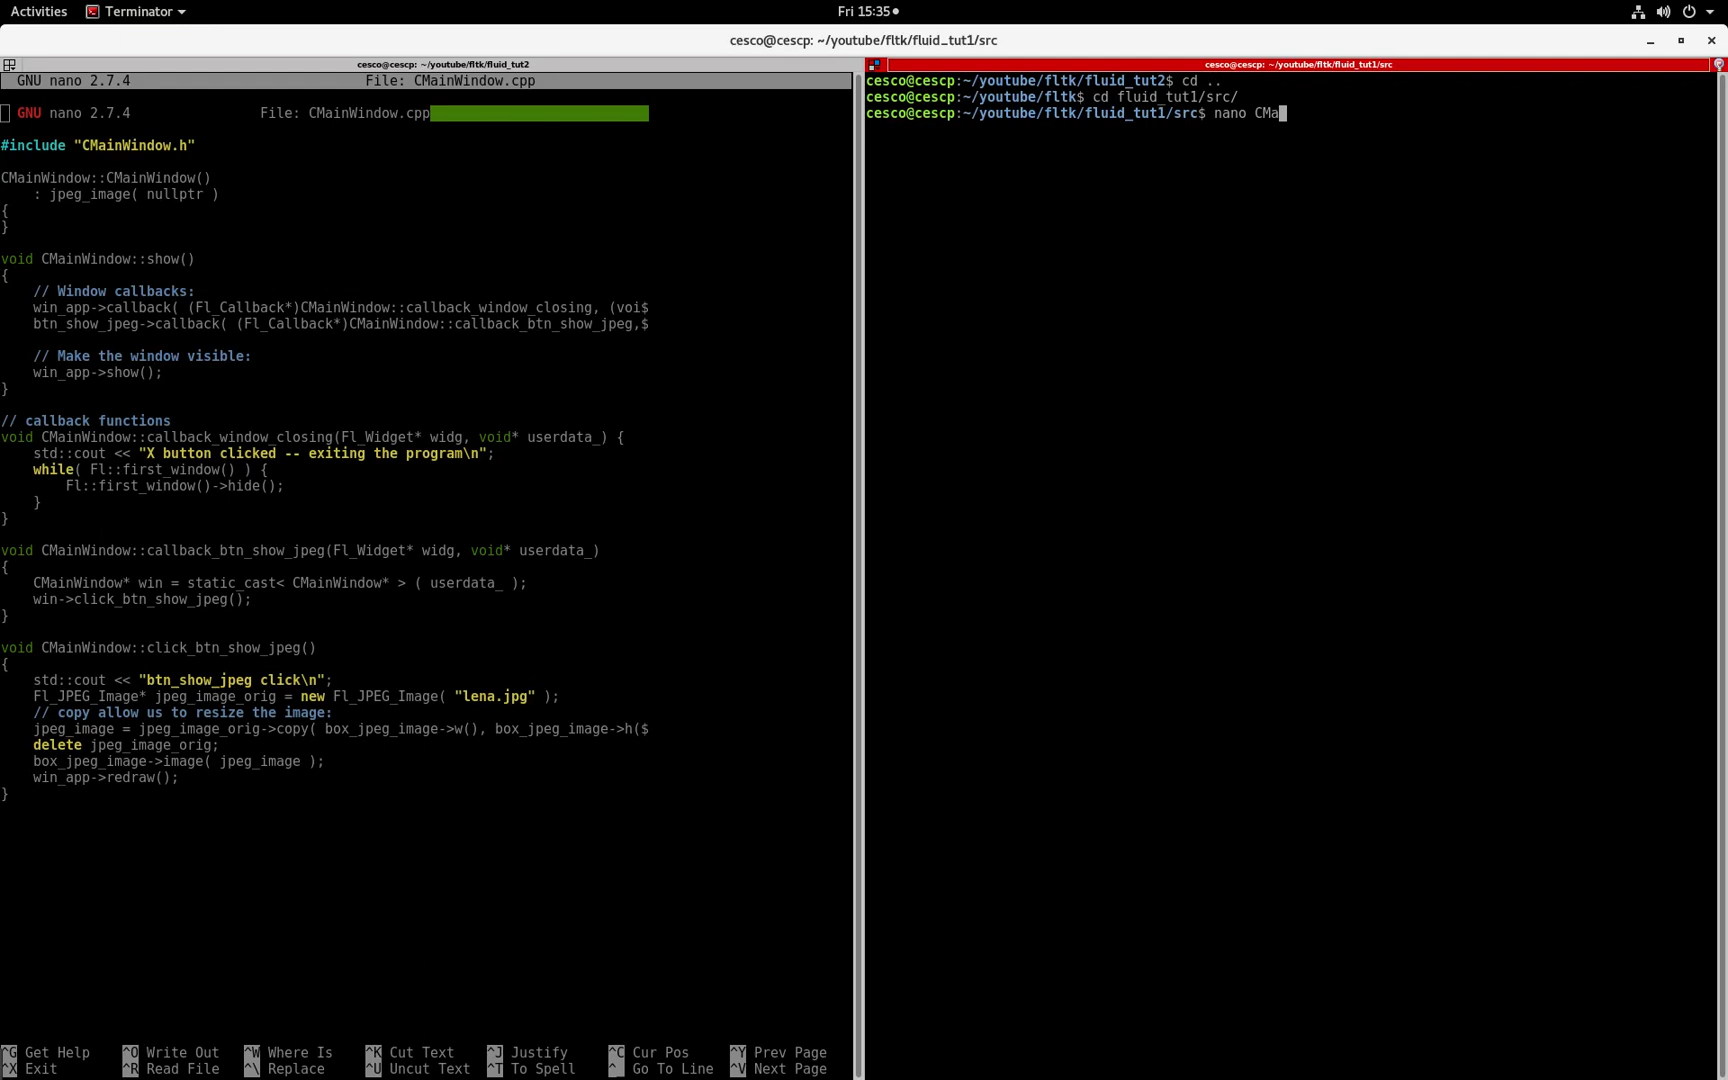 Activities Terminator Fri 15:35
cesco@cescp: ~/youtube/fltk/fluid_tut1/src
cesco@cescp: ~/youtube/fltk/fluid_tut2
GNU nano 2.7.4 File: CMainWindow.cpp
GNU nano 2.7.4 File: CMainWindow.cpp
#include "CMainWindow.h"
CMainWindow::CMainWindow()
: jpeg_image( nullptr )
{
}
void CMainWindow::show()
{
// Window callbacks:
win_app->callback( (Fl_Callback*)CMainWindow::callback_window_closing, (voi$
btn_show_jpeg->callback( (Fl_Callback*)CMainWindow::callback_btn_show_jpeg,$
// Make the window visible:
win_app->show();
}
// callback functions
void CMainWindow::callback_window_closing(Fl_Widget* widg, void* userdata_) {
std::cout << "X button clicked -- exiting the program\n";
while( Fl::first_window() ) {
Fl::first_window()->hide();
}
}
void CMainWindow::callback_btn_show_jpeg(Fl_Widget* widg, void* userdata_)
{
CMainWindow* win = static_cast< CMainWindow* > ( userdata_ );
win->click_btn_show_jpeg();
}
void CMainWindow::click_btn_show_jpeg()
{
std::cout << "btn_show_jpeg click\n";
Fl_JPEG_Image* jpeg_image_orig = new Fl_JPEG_Image( "lena.jpg" );
// copy allow us to resize the image:
jpeg_image = jpeg_image_orig->copy( box_jpeg_image->w(), box_jpeg_image->h($
delete jpeg_image_orig;
box_jpeg_image->image( jpeg_image );
win_app->redraw();
}
^G Get Help ^O Write Out ^W Where Is ^K Cut Text ^J Justify ^C Cur Pos ^Y Prev Page
^X Exit ^R Read File ^\ Replace ^U Uncut Text ^T To Spell ^_ Go To Line ^V Next Page
cesco@cescp: ~/youtube/fltk/fluid_tut1/src
cesco@cescp:~/youtube/fltk/fluid_tut2$ cd ..
cesco@cescp:~/youtube/fltk$ cd fluid_tut1/src/
cesco@cescp:~/youtube/fltk/fluid_tut1/src$ nano CMa